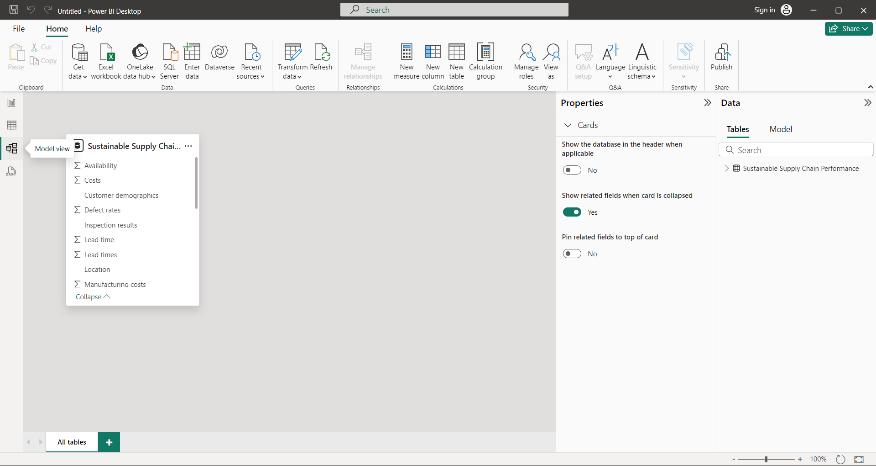 Untitled - Power BI Desktop
Search
Sign in
File
Home
Help
Share
Paste
Cut
Copy
Clipboard
Get data
Excel workbook
OneLake data hub
SQL Server
Enter data
Dataverse
Recent sources
Data
Transform data
Refresh
Queries
Manage relationships
Relationships
New measure
New column
New table
Calculation group
Calculations
Manage roles
View as
Security
Q&A setup
Language
Linguistic schema
Q&A
Sensitivity
Sensitivity
Publish
Share
Model view
Sustainable Supply Chai...
Availability
Costs
Customer demographics
Defect rates
Inspection results
Lead time
Lead times
Location
Manufacturing costs
Collapse
Properties
Cards
Show the database in the header when
applicable
No
Show related fields when card is collapsed
Yes
Pin related fields to top of card
No
Data
Tables
Model
Search
Sustainable Supply Chain Performance
All tables
100%